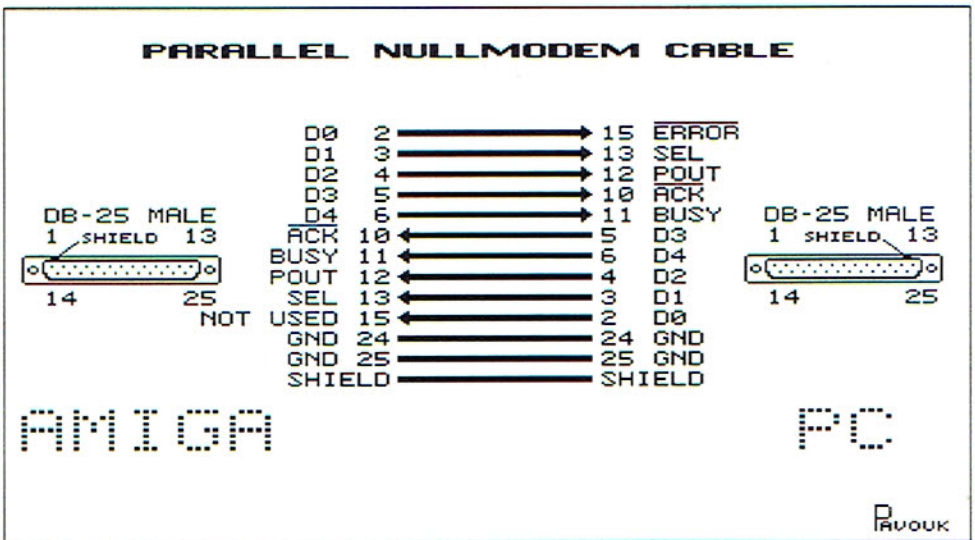 PARALLEL NULLMODEM CABLE
D0 2 15 ERROR
D1 3 13 SEL
D2 4 12 POUT
D3 5 10 ACK
D4 6 11 BUSY
ACK 10 5 D3
BUSY 11 6 D4
POUT 12 4 D2
SEL 13 3 D1
NOT USED 15 2 D0
GND 24 24 GND
GND 25 25 GND
SHIELD SHIELD
DB-25 MALE
1 SHIELD 13
14 25
DB-25 MALE
1 SHIELD 13
14 25
AMIGA
PC
PAVOUK